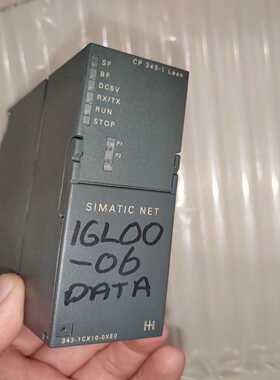 CP 343-1 Lean
SF
BF
DC5V
RX/TX
RUN
STOP
P1
P2
SIMATIC NET
IGLOO
-06
DATA
343-1CX10-0XE0